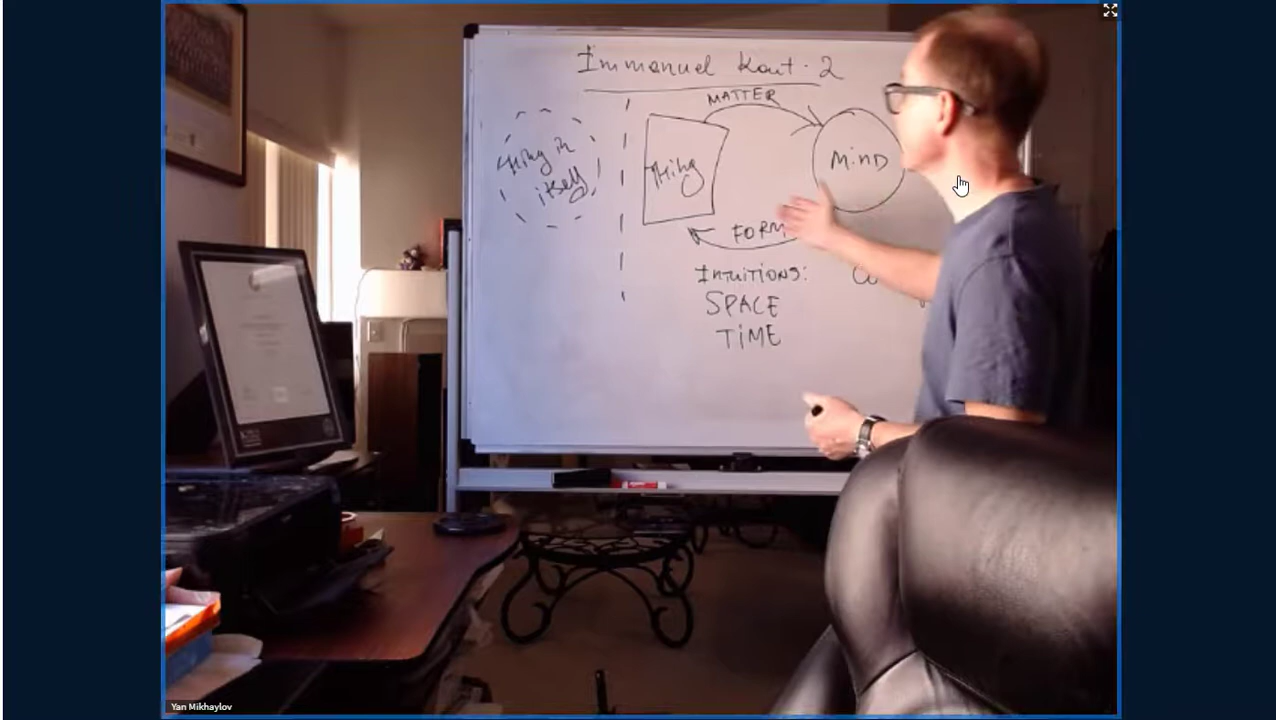 Immanuel Kant - 2
MATTER
thing in
itself
thing
MIND
FORM
INTUITIONS:
SPACE
TIME
Yan Mikhaylov